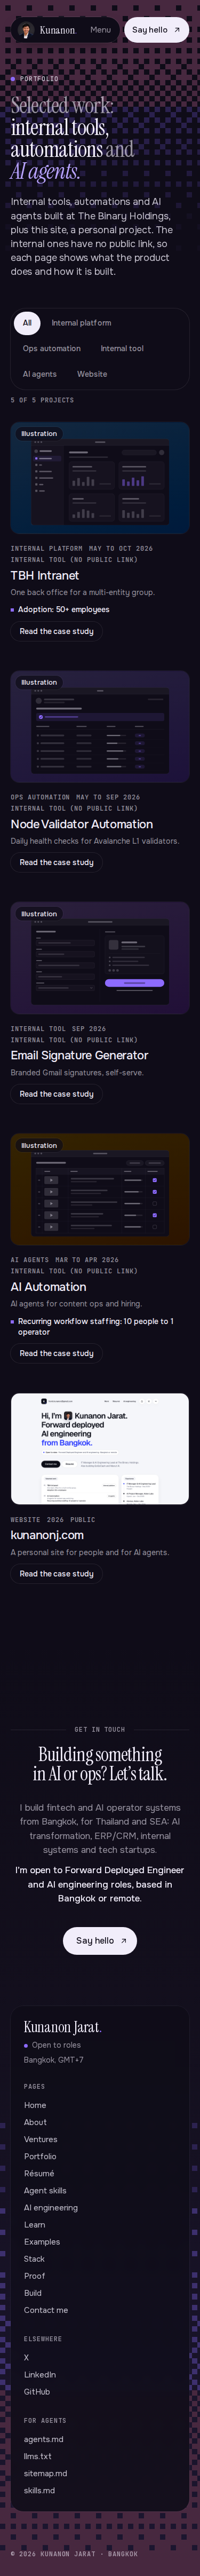 Kunanon.
Menu
Say hello
PORTFOLIO
Selected work:
internal tools,
automations and
AI agents.
Internal tools, automations and AI
agents built at The Binary Holdings,
plus this site, a personal project. The
internal ones have no public link, so
each page shows what the product
does and how it is built.
All
Internal platform
Ops automation
Internal tool
AI agents
Website
5 OF 5 PROJECTS
Illustration
INTERNAL PLATFORM MAY TO OCT 2026
INTERNAL TOOL (NO PUBLIC LINK)
TBH Intranet
One back office for a multi-entity group.
Adoption: 50+ employees
Read the case study
Illustration
OPS AUTOMATION MAY TO SEP 2026
INTERNAL TOOL (NO PUBLIC LINK)
Node Validator Automation
Daily health checks for Avalanche L1 validators.
Read the case study
Illustration
INTERNAL TOOL SEP 2026
INTERNAL TOOL (NO PUBLIC LINK)
Email Signature Generator
Branded Gmail signatures, self-serve.
Read the case study
Illustration
AI AGENTS MAR TO APR 2026
INTERNAL TOOL (NO PUBLIC LINK)
AI Automation
AI agents for content ops and hiring.
Recurring workflow staffing: 10 people to 1
operator
Read the case study
Hi, I'm Kunanon Jarat.
Forward deployed
AI engineering
from Bangkok.
WEBSITE 2026 PUBLIC
kunanonj.com
A personal site for people and for AI agents.
Read the case study
GET IN TOUCH
Building something
in AI or ops? Let's talk.
I build fintech and AI operator systems
from Bangkok, for Thailand and SEA: AI
transformation, ERP/CRM, internal
systems and tech startups.
I'm open to Forward Deployed Engineer
and AI engineering roles, based in
Bangkok or remote.
Say hello
Kunanon Jarat.
Open to roles
Bangkok, GMT+7
PAGES
Home
About
Ventures
Portfolio
Résumé
Agent skills
AI engineering
Learn
Examples
Stack
Proof
Build
Contact me
ELSEWHERE
X
LinkedIn
GitHub
FOR AGENTS
agents.md
llms.txt
sitemap.md
skills.md
© 2026 KUNANON JARAT · BANGKOK